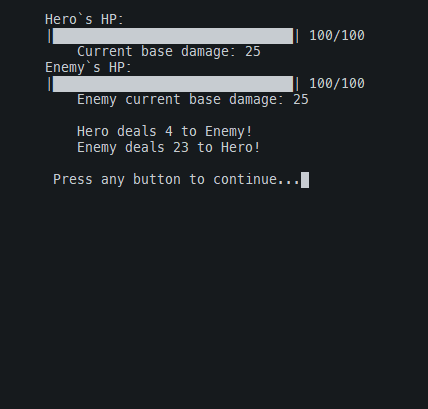 Hero`s HP:
|██████████████████████████████| 100/100
Current base damage: 25
Enemy`s HP:
|██████████████████████████████| 100/100
Enemy current base damage: 25
Hero deals 4 to Enemy!
Enemy deals 23 to Hero!
Press any button to continue...